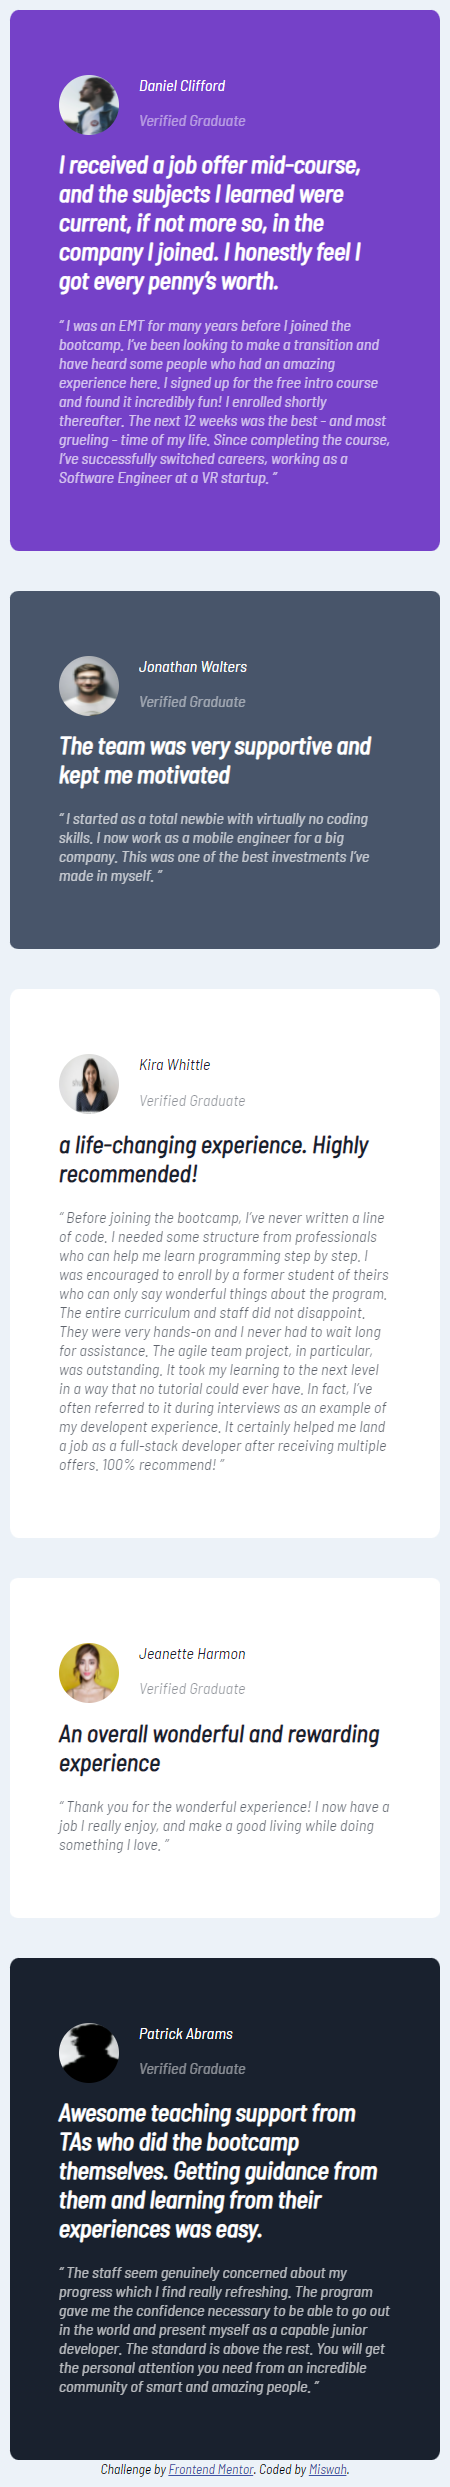 Daniel Clifford
Verified Graduate
I received a job offer mid-course,
and the subjects I learned were
current, if not more so, in the
company I joined. I honestly feel I
got every penny’s worth.
“ I was an EMT for many years before I joined the
bootcamp. I’ve been looking to make a transition and
have heard some people who had an amazing
experience here. I signed up for the free intro course
and found it incredibly fun! I enrolled shortly
thereafter. The next 12 weeks was the best - and most
grueling - time of my life. Since completing the course,
I’ve successfully switched careers, working as a
Software Engineer at a VR startup. ”
Jonathan Walters
Verified Graduate
The team was very supportive and
kept me motivated
“ I started as a total newbie with virtually no coding
skills. I now work as a mobile engineer for a big
company. This was one of the best investments I’ve
made in myself. ”
Kira Whittle
Verified Graduate
a life-changing experience. Highly
recommended!
“ Before joining the bootcamp, I’ve never written a line
of code. I needed some structure from professionals
who can help me learn programming step by step. I
was encouraged to enroll by a former student of theirs
who can only say wonderful things about the program.
The entire curriculum and staff did not disappoint.
They were very hands-on and I never had to wait long
for assistance. The agile team project, in particular,
was outstanding. It took my learning to the next level
in a way that no tutorial could ever have. In fact, I’ve
often referred to it during interviews as an example of
my developent experience. It certainly helped me land
a job as a full-stack developer after receiving multiple
offers. 100% recommend! ”
Jeanette Harmon
Verified Graduate
An overall wonderful and rewarding
experience
“ Thank you for the wonderful experience! I now have a
job I really enjoy, and make a good living while doing
something I love. ”
Patrick Abrams
Verified Graduate
Awesome teaching support from
TAs who did the bootcamp
themselves. Getting guidance from
them and learning from their
experiences was easy.
“ The staff seem genuinely concerned about my
progress which I find really refreshing. The program
gave me the confidence necessary to be able to go out
in the world and present myself as a capable junior
developer. The standard is above the rest. You will get
the personal attention you need from an incredible
community of smart and amazing people. ”
Challenge by Frontend Mentor. Coded by Miswah.